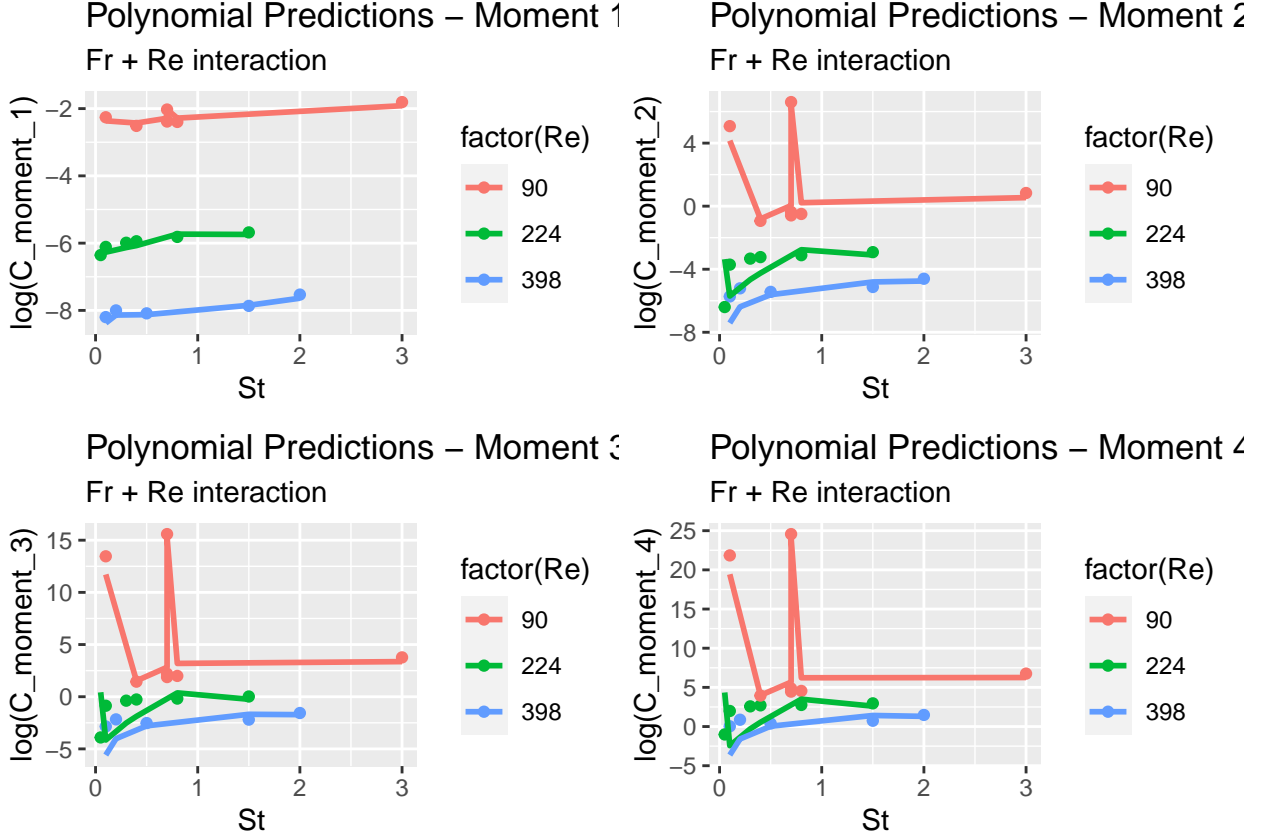 Polynomial Predictions – Moment 1
Fr + Re interaction
log(C_moment_1)
−2
−4
−6
−8
0 1 2 3
St
factor(Re)
90
224
398
Polynomial Predictions – Moment 2
Fr + Re interaction
log(C_moment_2)
4
0
−4
−8
0 1 2 3
St
factor(Re)
90
224
398
Polynomial Predictions – Moment 3
Fr + Re interaction
log(C_moment_3)
15
10
5
0
−5
0 1 2 3
St
factor(Re)
90
224
398
Polynomial Predictions – Moment 4
Fr + Re interaction
log(C_moment_4)
25
20
15
10
5
0
−5
0 1 2 3
St
factor(Re)
90
224
398